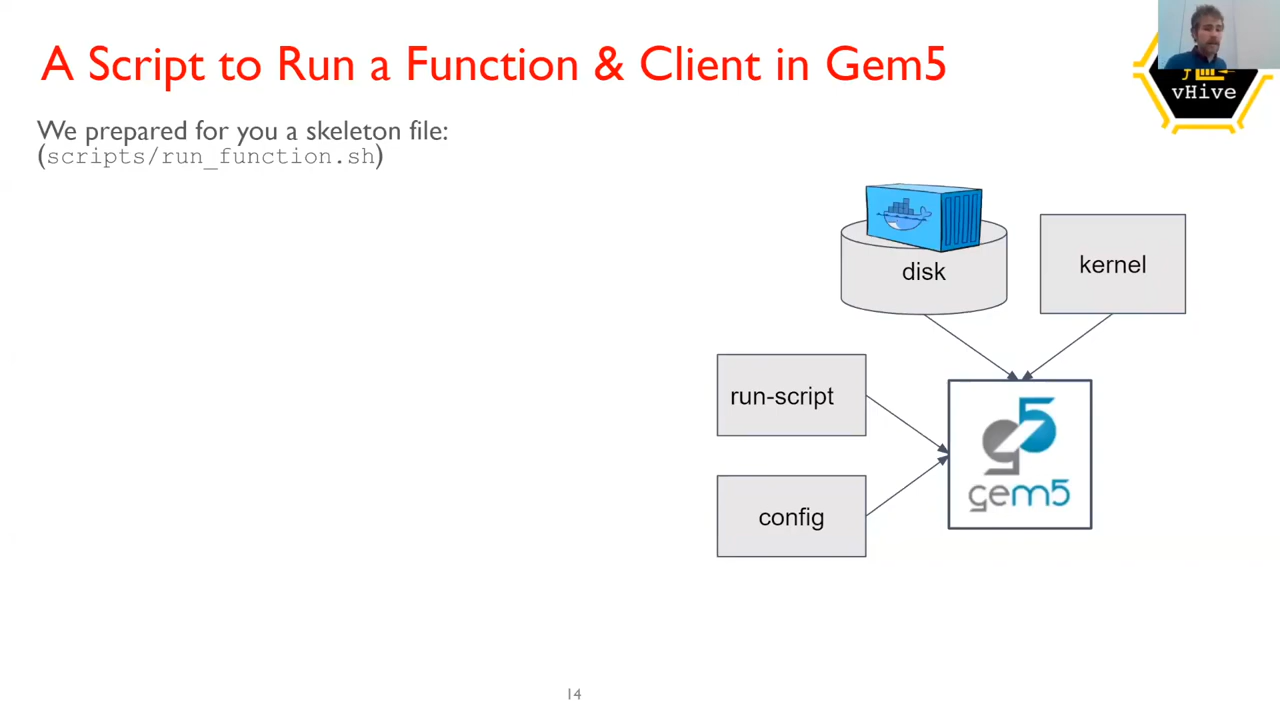 A Script to Run a Function & Client in Gem5
vHive
We prepared for you a skeleton file:
(scripts/run_function.sh)
disk
kernel
run-script
config
gem5
14